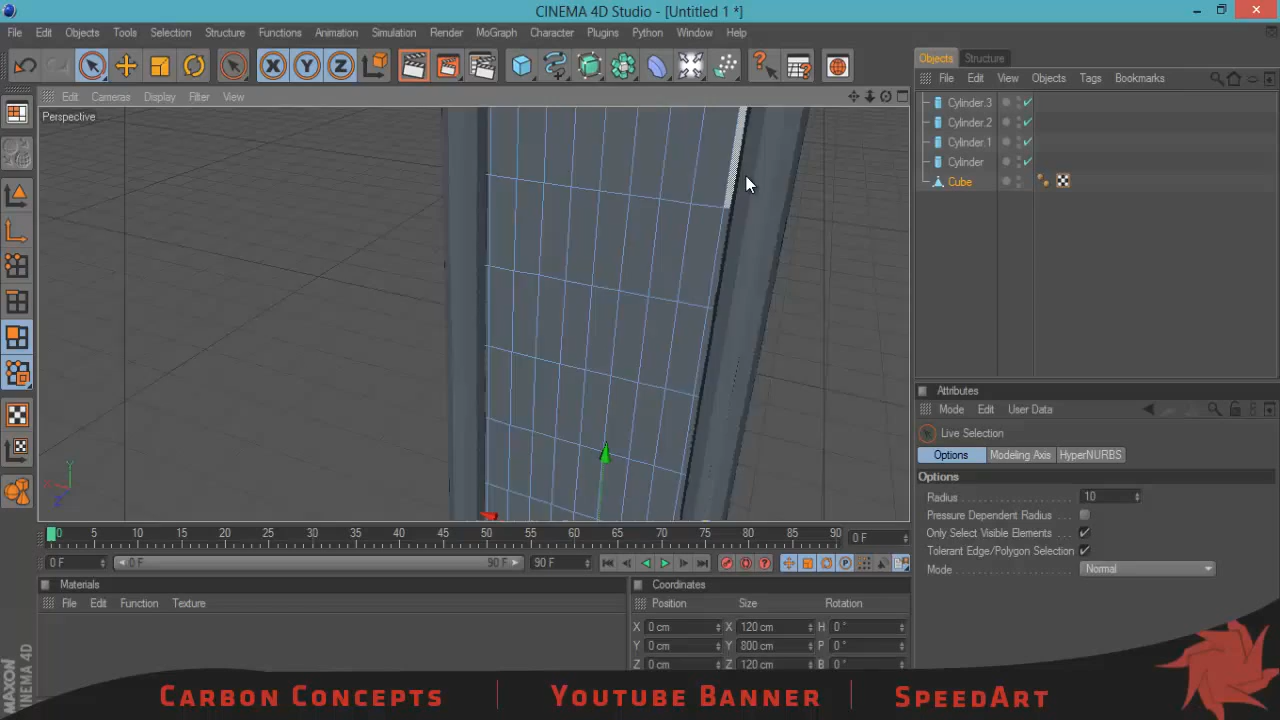 CINEMA 4D Studio - [Untitled 1 *]
File Edit Objects Tools Selection Structure Functions Animation Simulation Render MoGraph Character Plugins Python Window Help
X Y Z
Edit Cameras Display Filter View
Perspective
Y
X
Z
Objects Structure
File Edit View Objects Tags Bookmarks
Cylinder.3
Cylinder.2
Cylinder.1
Cylinder
Cube
Attributes
Mode Edit User Data
Live Selection
Options Modeling Axis HyperNURBS
Options
Radius 10
Pressure Dependent Radius
Only Select Visible Elements
Tolerant Edge/Polygon Selection
Mode Normal
0 5 10 15 20 25 30 35 40 45 50 55 60 65 70 75 80 85 90 0 F
0 F 0 F 90 F 90 F
Materials
File Edit Function Texture
Coordinates
Position Size Rotation
X 0 cm X 120 cm H 0 °
Y 0 cm Y 800 cm P 0 °
Z 0 cm Z 120 cm B 0 °
MAXON
CINEMA 4D
Carbon Concepts | Youtube Banner | SpeedArt